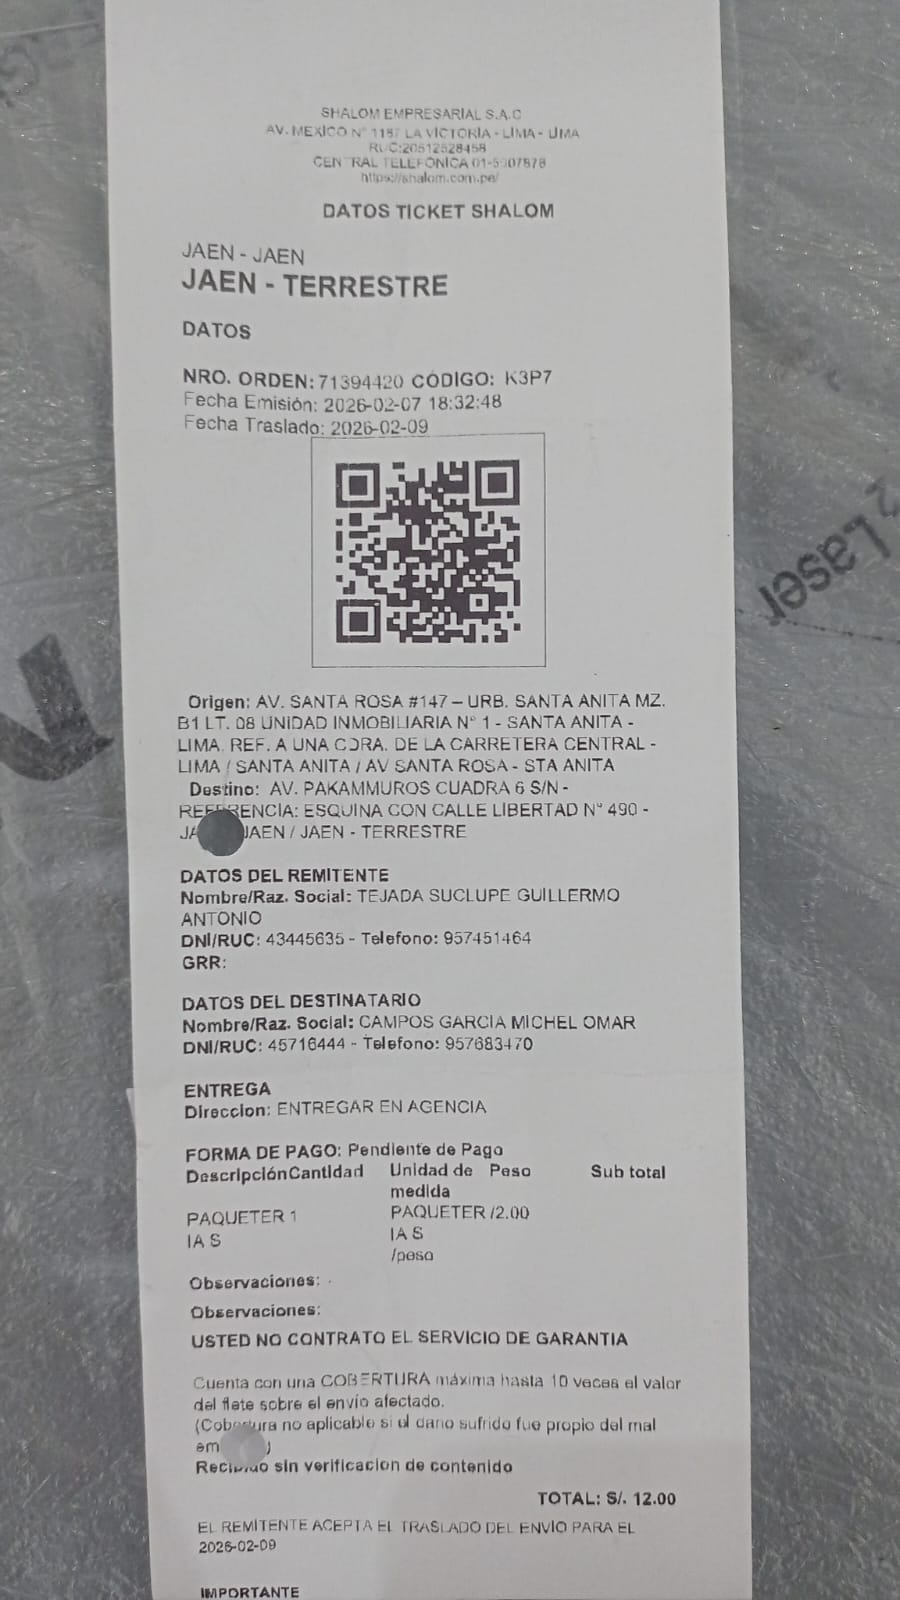 SHALOM EMPRESARIAL S.A.C
AV. MEXICO N° 1187 LA VICTORIA - LIMA - LIMA
RUC:20512528458
CENTRAL TELEFONICA 01-5007878
https://shalom.com.pe/
DATOS TICKET SHALOM
JAEN - JAEN
JAEN - TERRESTRE
DATOS
NRO. ORDEN: 71394420 CÓDIGO: K3P7
Fecha Emisión: 2026-02-07 18:32:48
Fecha Traslado: 2026-02-09
Laser
Origen: AV. SANTA ROSA #147 – URB. SANTA ANITA MZ.
B1 LT. 08 UNIDAD INMOBILIARIA N° 1 - SANTA ANITA -
LIMA. REF. A UNA CDRA. DE LA CARRETERA CENTRAL -
LIMA / SANTA ANITA / AV SANTA ROSA - STA ANITA
Destino: AV. PAKAMMUROS CUADRA 6 S/N -
REFERENCIA: ESQUINA CON CALLE LIBERTAD N° 490 -
JAEN / JAEN - TERRESTRE
DATOS DEL REMITENTE
Nombre/Raz. Social: TEJADA SUCLUPE GUILLERMO
ANTONIO
DNI/RUC: 43445635 - Telefono: 957451464
GRR:
DATOS DEL DESTINATARIO
Nombre/Raz. Social: CAMPOS GARCIA MICHEL OMAR
DNI/RUC: 45716444 - Telefono: 957683470
ENTREGA
Direccion: ENTREGAR EN AGENCIA
FORMA DE PAGO: Pendiente de Pago
DescripciónCantidad Unidad de Peso Sub total
medida
PAQUETER 1 PAQUETER /2.00
IA S IA S
/peso
Observaciones: .
Observaciones:
USTED NO CONTRATO EL SERVICIO DE GARANTIA
Cuenta con una COBERTURA máxima hasta 10 veces el valor
del flete sobre el envío afectado.
(Cobertura no aplicable si el daño sufrido fue propio del mal
Recibido sin verificacion de contenido
TOTAL: S/. 12.00
EL REMITENTE ACEPTA EL TRASLADO DEL ENVÍO PARA EL
2026-02-09
IMPORTANTE